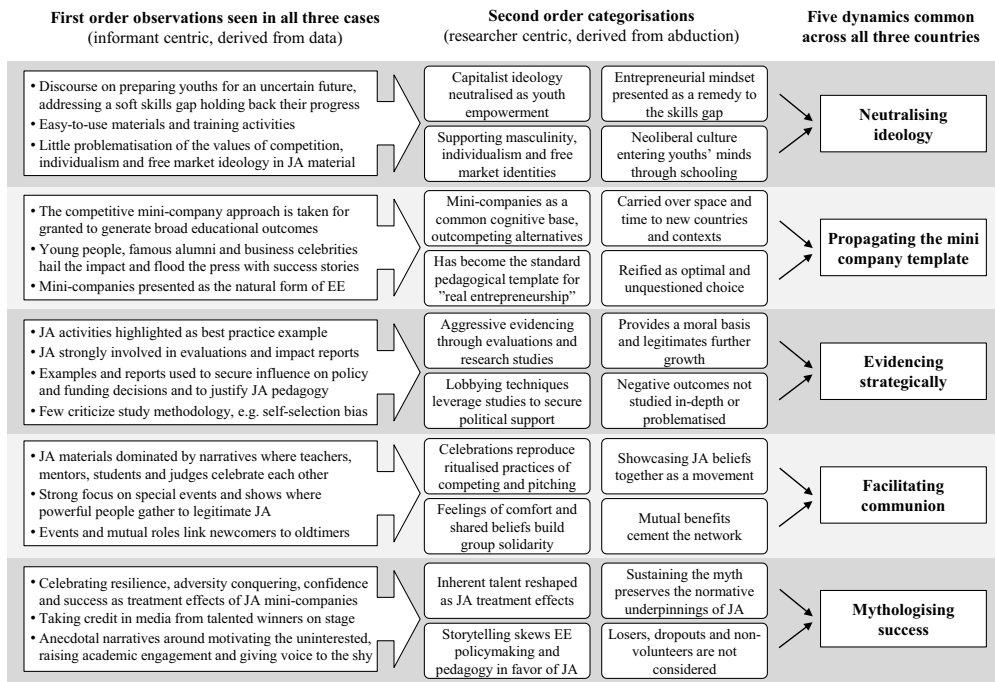 First order observations seen in all three cases
(informant centric, derived from data)
Second order categorisations
(researcher centric, derived from abduction)
Five dynamics common
across all three countries
• Discourse on preparing youths for an uncertain future,
addressing a soft skills gap holding back their progress
• Easy-to-use materials and training activities
• Little problematisation of the values of competition,
individualism and free market ideology in JA material
Capitalist ideology
neutralised as youth
empowerment
Entrepreneurial mindset
presented as a remedy to
the skills gap
Supporting masculinity,
individualism and free
market identities
Neoliberal culture
entering youths’ minds
through schooling
Neutralising
ideology
• The competitive mini-company approach is taken for
granted to generate broad educational outcomes
• Young people, famous alumni and business celebrities
hail the impact and flood the press with success stories
• Mini-companies presented as the natural form of EE
Mini-companies as a
common cognitive base,
outcompeting alternatives
Carried over space and
time to new countries
and contexts
Has become the standard
pedagogical template for
”real entrepreneurship”
Reified as optimal and
unquestioned choice
Propagating the mini
company template
• JA activities highlighted as best practice example
• JA strongly involved in evaluations and impact reports
• Examples and reports used to secure influence on policy
and funding decisions and to justify JA pedagogy
• Few criticize study methodology, e.g. self-selection bias
Aggressive evidencing
through evaluations and
research studies
Provides a moral basis
and legitimates further
growth
Lobbying techniques
leverage studies to secure
political support
Negative outcomes not
studied in-depth or
problematised
Evidencing
strategically
• JA materials dominated by narratives where teachers,
mentors, students and judges celebrate each other
• Strong focus on special events and shows where
powerful people gather to legitimate JA
• Events and mutual roles link newcomers to oldtimers
Celebrations reproduce
ritualised practices of
competing and pitching
Showcasing JA beliefs
together as a movement
Feelings of comfort and
shared beliefs build
group solidarity
Mutual benefits
cement the network
Facilitating
communion
• Celebrating resilience, adversity conquering, confidence
and success as treatment effects of JA mini-companies
• Taking credit in media from talented winners on stage
• Anecdotal narratives around motivating the uninterested,
raising academic engagement and giving voice to the shy
Inherent talent reshaped
as JA treatment effects
Sustaining the myth
preserves the normative
underpinnings of JA
Storytelling skews EE
policymaking and
pedagogy in favor of JA
Losers, dropouts and non-
volunteers are not
considered
Mythologising
success